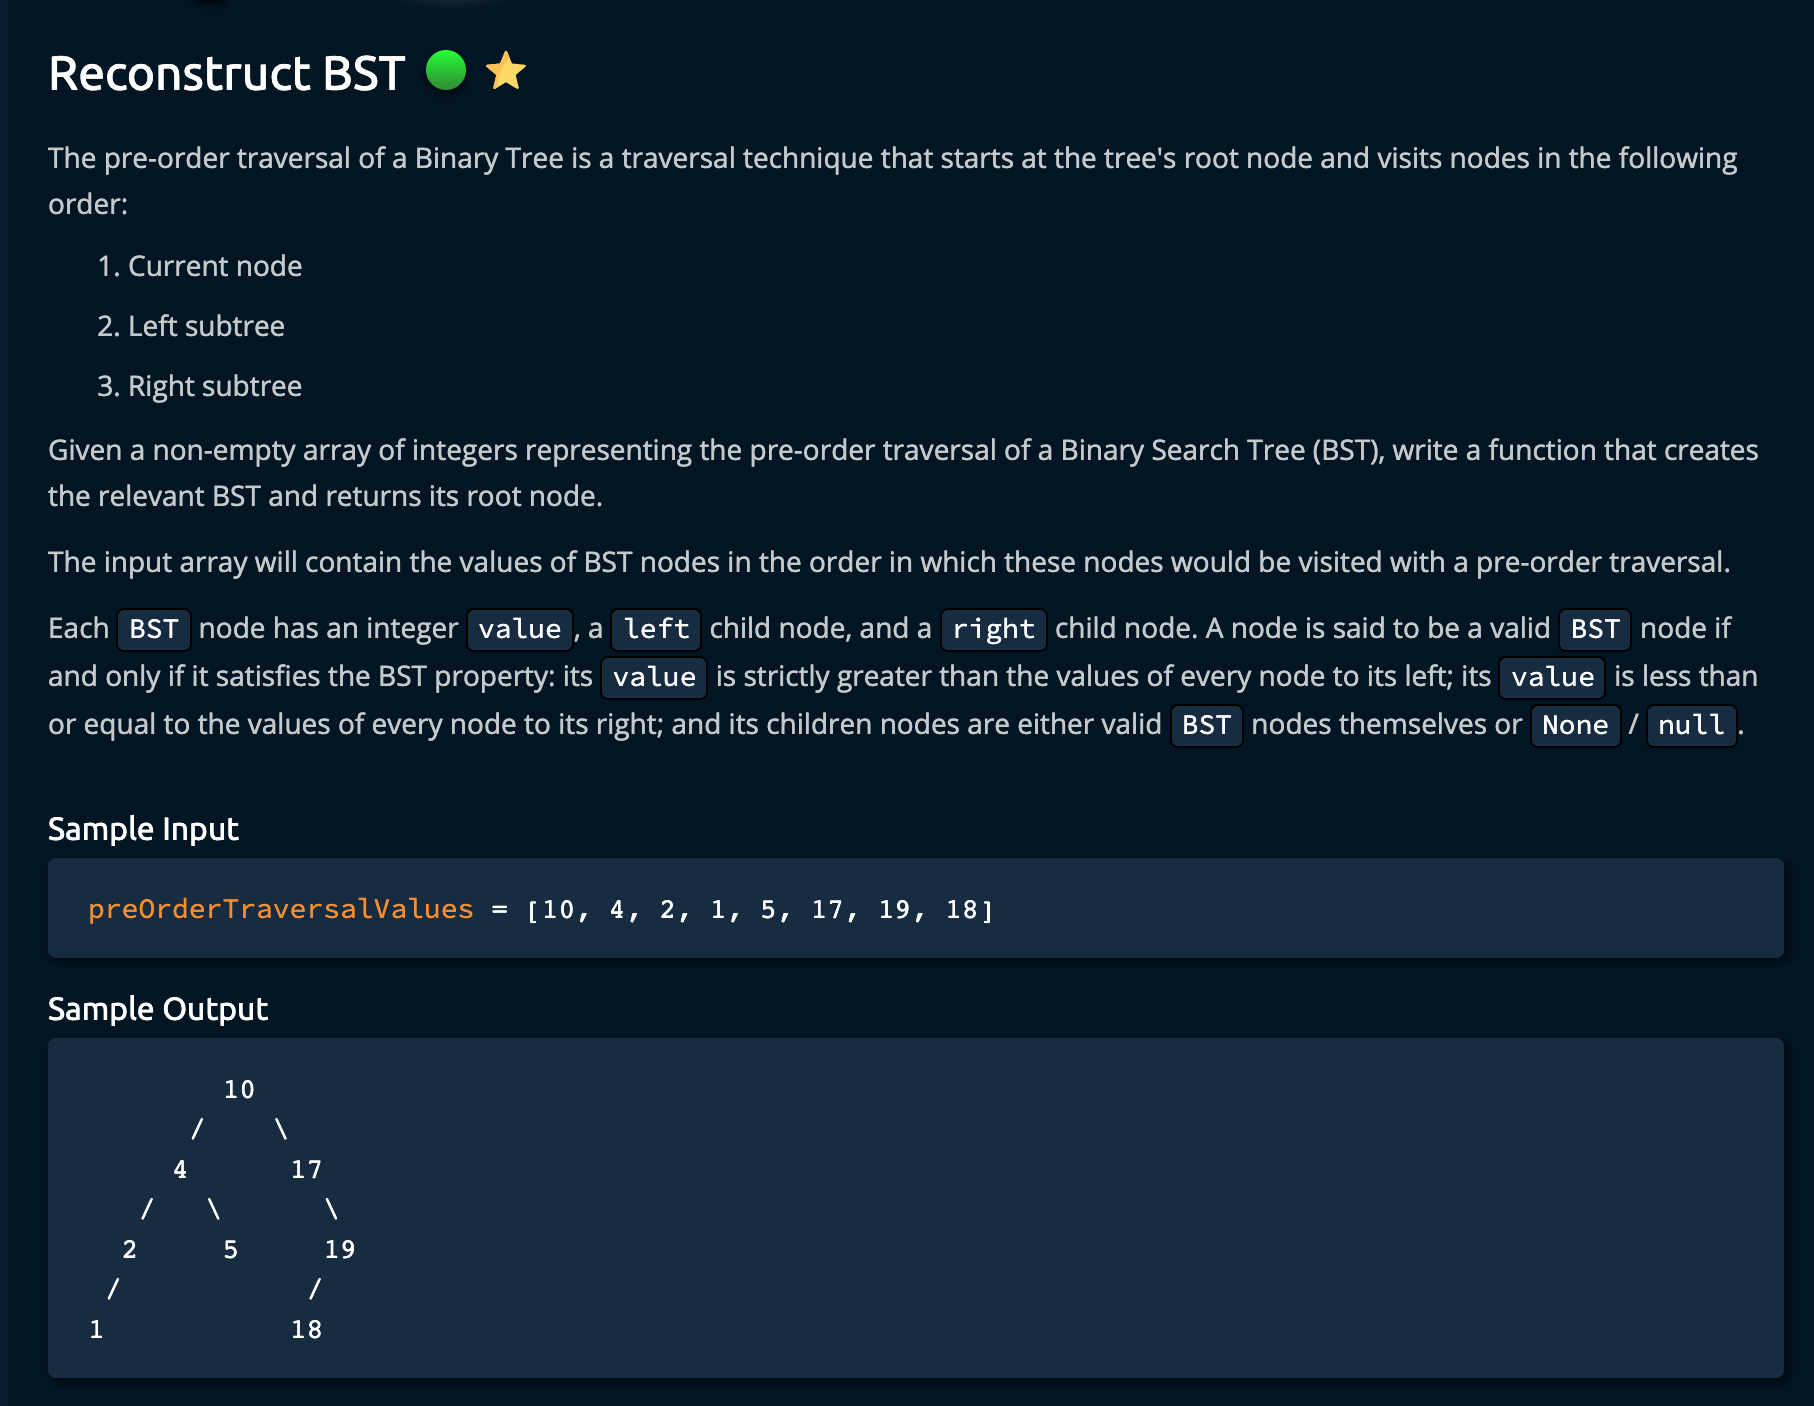 Reconstruct BST
The pre-order traversal of a Binary Tree is a traversal technique that starts at the tree's root node and visits nodes in the following
order:
1. Current node
2. Left subtree
3. Right subtree
Given a non-empty array of integers representing the pre-order traversal of a Binary Search Tree (BST), write a function that creates
the relevant BST and returns its root node.
The input array will contain the values of BST nodes in the order in which these nodes would be visited with a pre-order traversal.
Each BST node has an integer value, a left child node, and a right child node. A node is said to be a valid BST node if
and only if it satisfies the BST property: its value is strictly greater than the values of every node to its left; its value is less than
or equal to the values of every node to its right; and its children nodes are either valid BST nodes themselves or None / null.
Sample Input
preOrderTraversalValues = [10, 4, 2, 1, 5, 17, 19, 18]
Sample Output
10
/ \
4 17
/ \ \
2 5 19
/ /
1 18